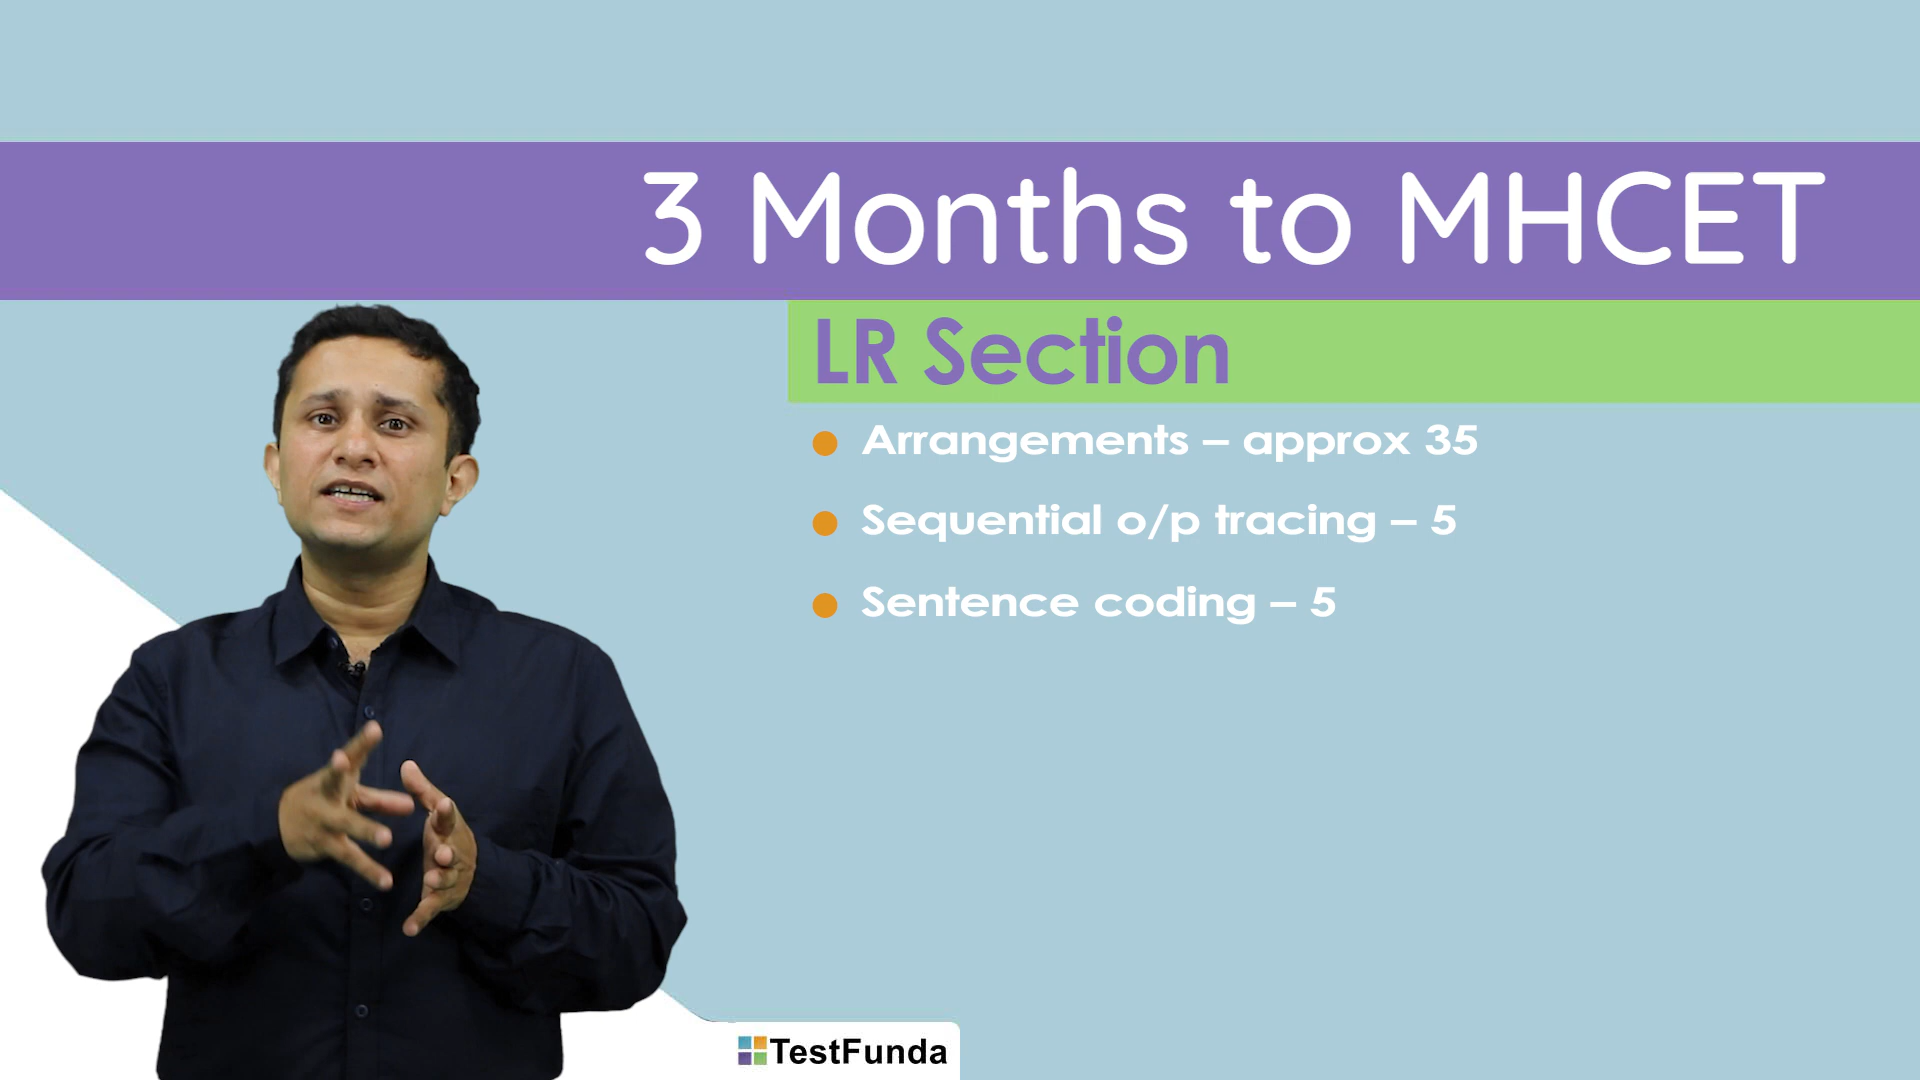 3 Months to MHCET
LR Section
Arrangements – approx 35
Sequential o/p tracing – 5
Sentence coding – 5
TestFunda